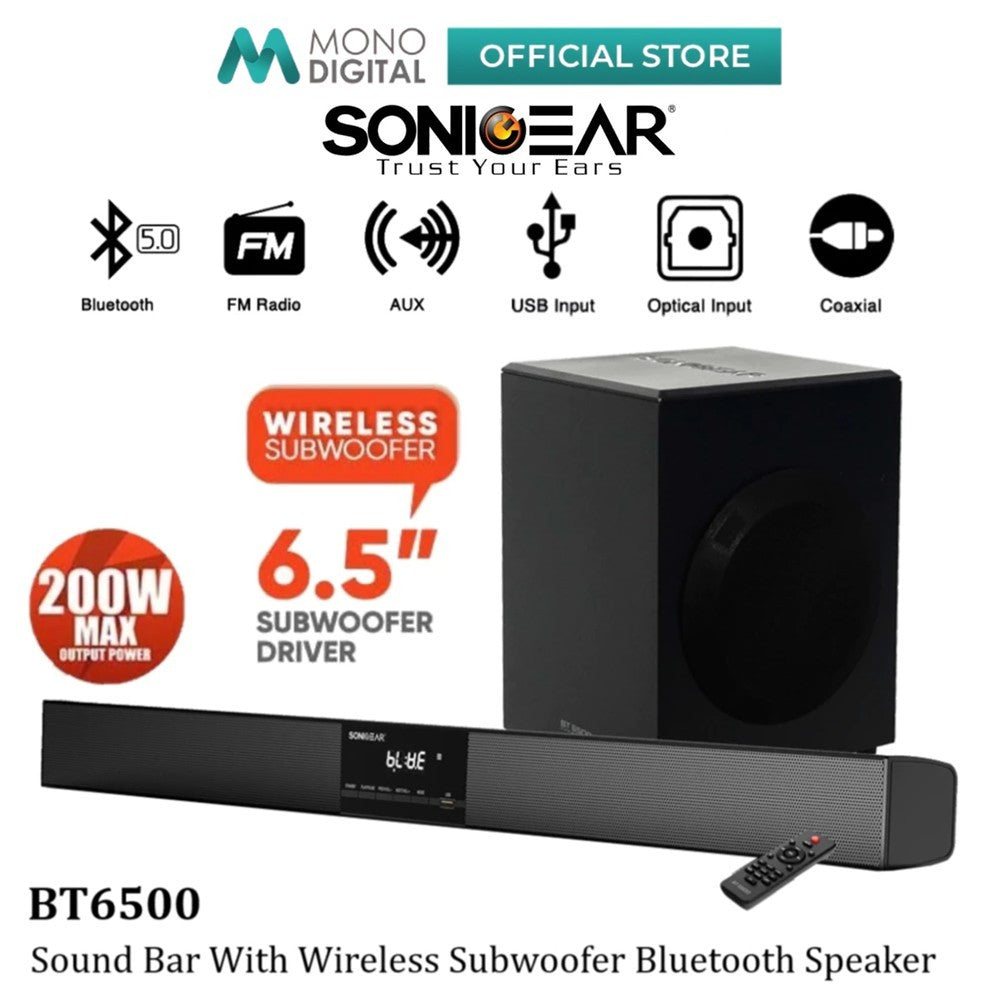 MONO
DIGITAL
OFFICIAL STORE
SONICGEAR®
Trust Your Ears
5.0
FM
Bluetooth
FM Radio
AUX
USB Input
Optical Input
Coaxial
WIRELESS
SUBWOOFER
6.5"
SUBWOOFER
DRIVER
200W
MAX
OUTPUT POWER
SONICGEAR
bLUE
BT6500
Sound Bar With Wireless Subwoofer Bluetooth Speaker